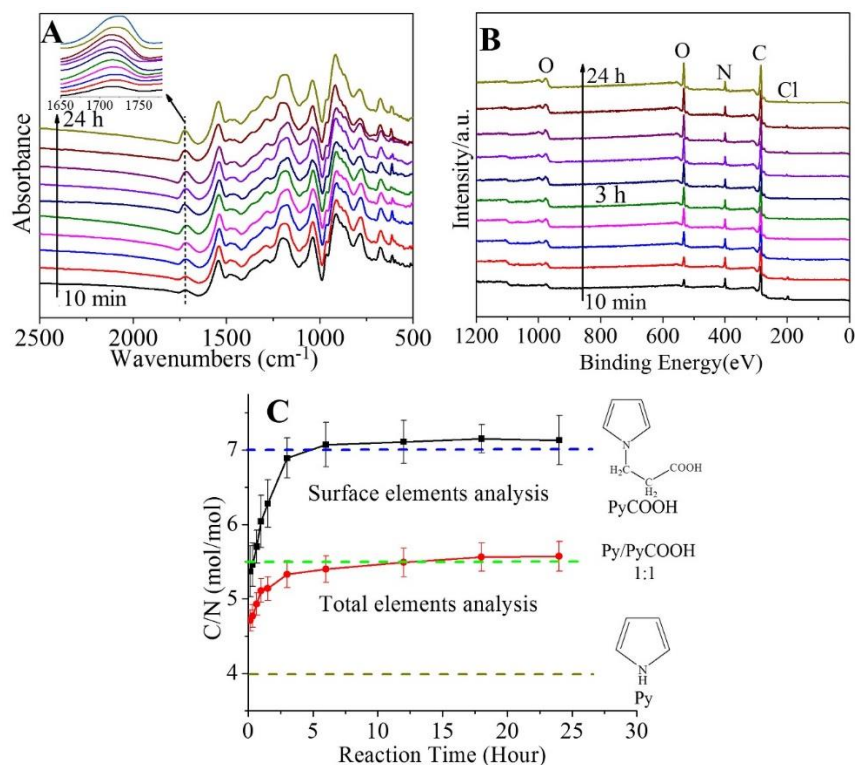 A
1650 1700 1750
24 h
10 min
Absorbance
2500 2000 1500 1000 500
Wavenumbers (cm-1)
B
O O N C Cl
24 h
3 h
10 min
Intensity/a.u.
1200 1000 800 600 400 200 0
Binding Energy(eV)
C
7
6
5
4
C/N (mol/mol)
Surface elements analysis
Total elements analysis
0 5 10 15 20 25 30
Reaction Time (Hour)
N
H2C COOH
C
H2
PyCOOH
Py/PyCOOH
1:1
N
H
Py